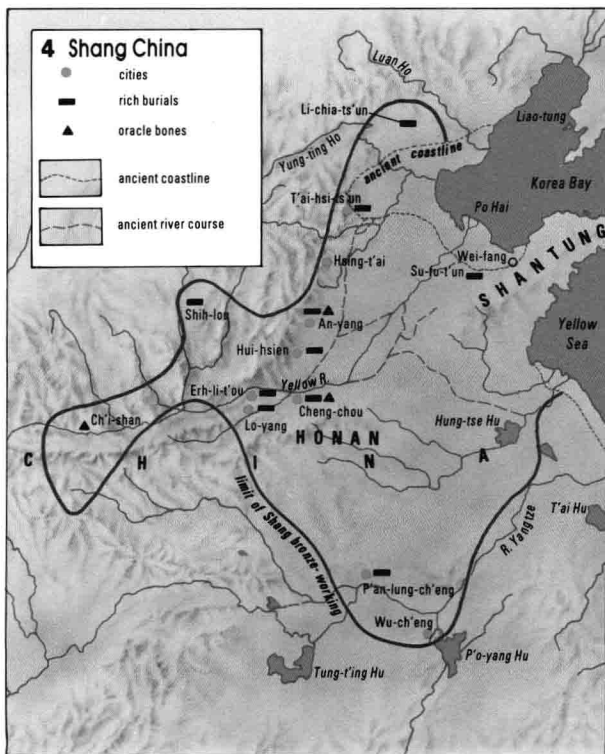 4 Shang China
cities
rich burials
oracle bones
ancient coastline
ancient river course
Luan Ho
Li-chia-ts'un
Liao-tung
Yung-ting Ho
ancient coastline
Korea Bay
T'ai-hsi-ts'un
Po Hai
Wei-fang
Hsing-t'ai
Su-fu-t'un
SHANTUNG
Shih-lou
An-yang
Yellow
Sea
Hui-hsien
Erh-li-t'ou
Yellow R.
Ch'i-shan
Lo-yang
Cheng-chou
Hung-tse Hu
HONAN
C H I N A
limit of Shang bronze-working
R. Yangtze
T'ai Hu
P'an-lung-ch'eng
Wu-ch'eng
Tung-t'ing Hu
P'o-yang Hu